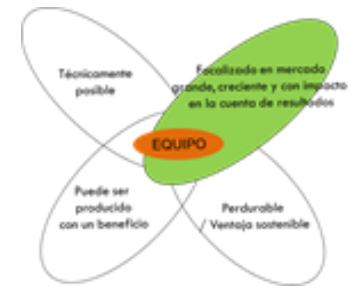 Técnicamente
posible
Focalizado en mercado
grande, creciente y con impacto
en la cuenta de resultados
EQUIPO
Puede ser
producido
con un beneficio
Perdurable
/ Ventaja sostenible